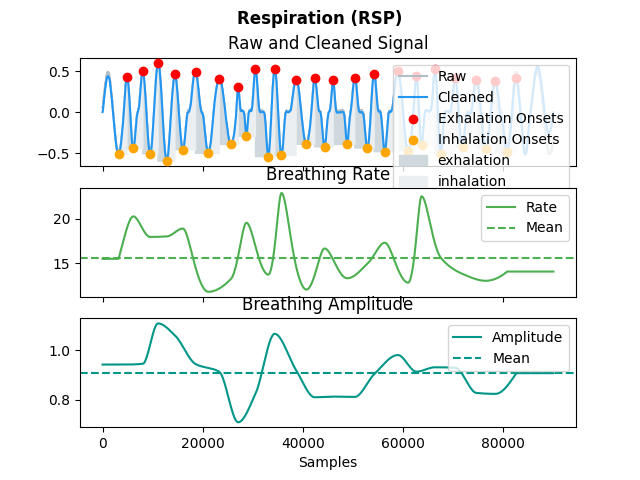 Respiration (RSP)
Raw and Cleaned Signal
0.5
0.0
−0.5
Raw
Cleaned
Exhalation Onsets
Inhalation Onsets
exhalation
inhalation
Breathing Rate
20
15
Rate
Mean
Breathing Amplitude
1.0
0.8
Amplitude
Mean
0
20000
40000
60000
80000
Samples